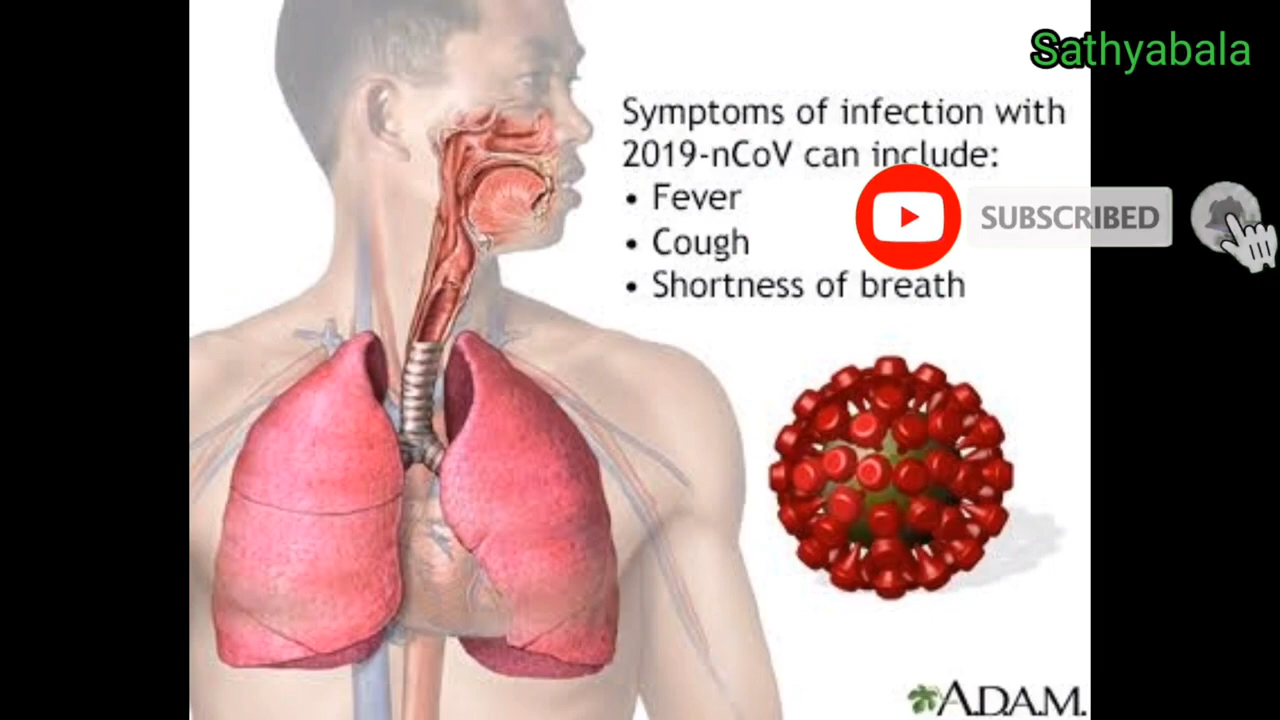 Sathyabala
Symptoms of infection with
2019-nCoV can include:
• Fever
• Cough
• Shortness of breath
SUBSCRIBED
A.D.A.M.